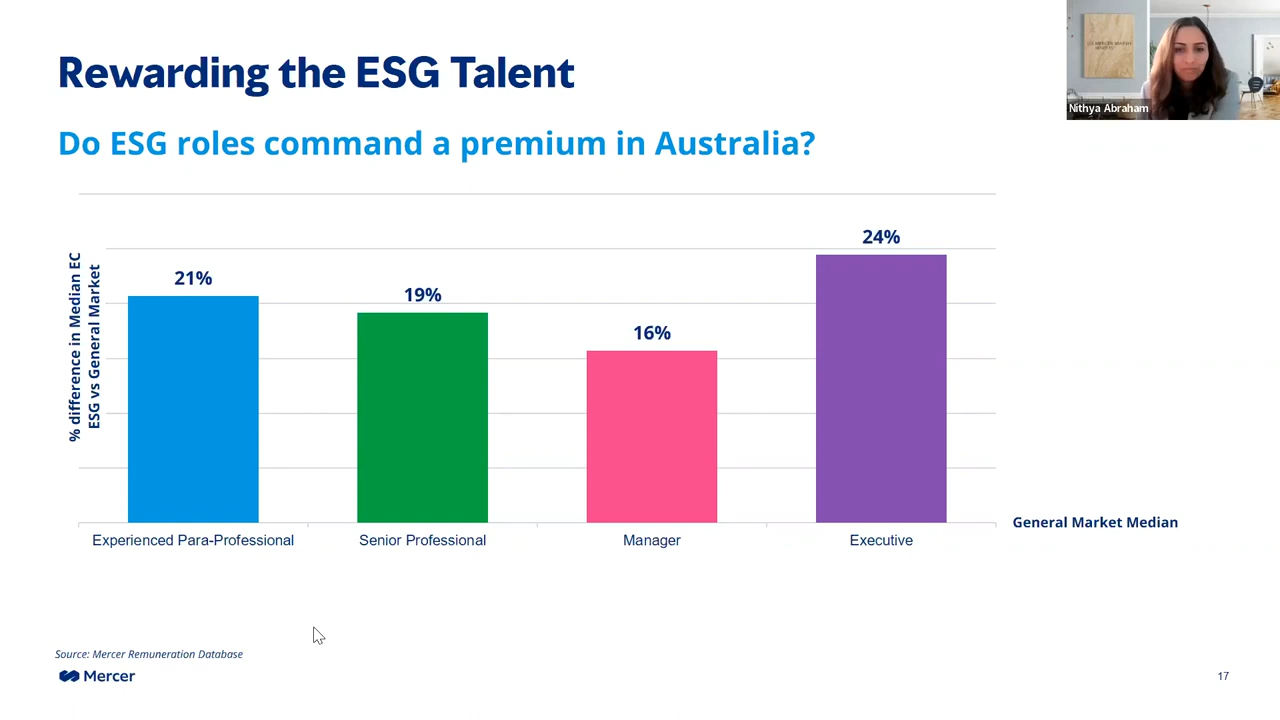 Rewarding the ESG Talent
Do ESG roles command a premium in Australia?
Nithya Abraham
% difference in Median EC
ESG vs General Market
21%
19%
16%
24%
Experienced Para-Professional
Senior Professional
Manager
Executive
General Market Median
Source: Mercer Remuneration Database
Mercer
17